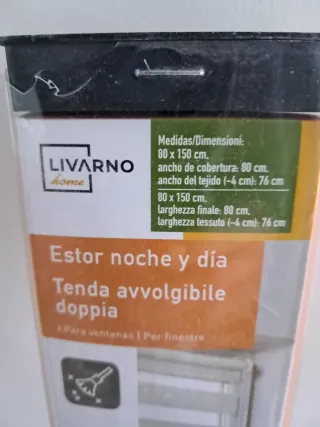 LIVARNO
home
Medidas/Dimensioni:
80 x 150 cm,
ancho de cobertura: 80 cm,
ancho del tejido (-4 cm): 76 cm
80 x 150 cm,
larghezza finale: 80 cm,
larghezza tessuto (-4 cm): 76 cm
Estor noche y día
Tenda avvolgibile
doppia
Para ventanas | Per finestre